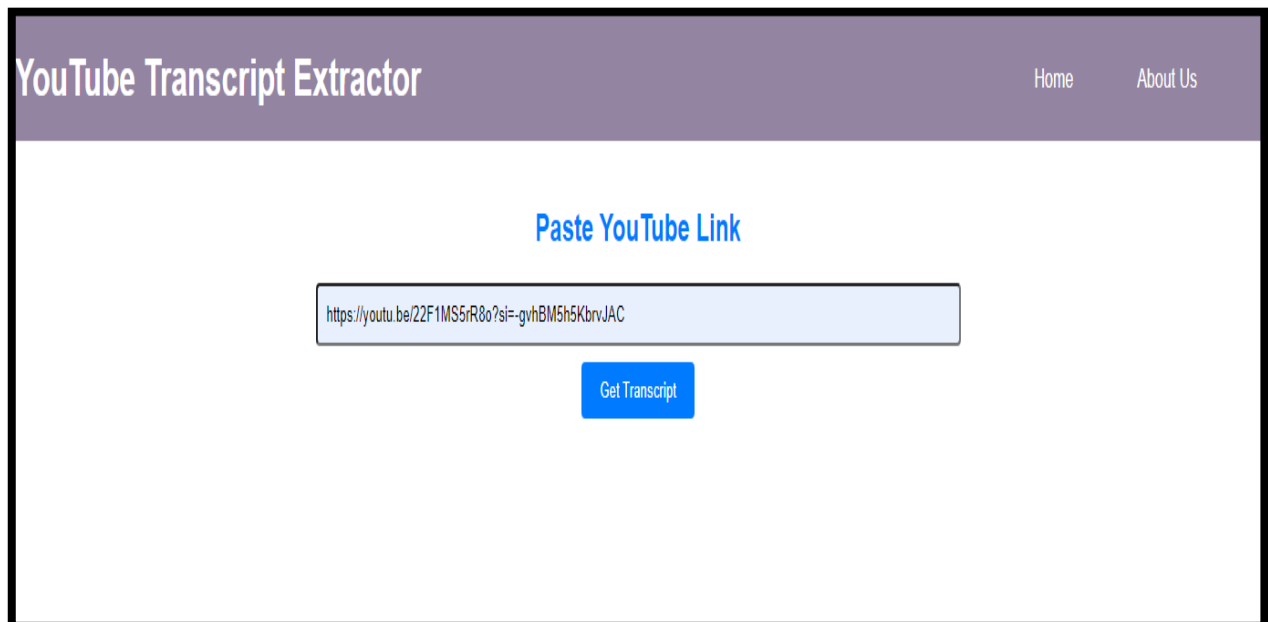 YouTube Transcript Extractor
Home About Us
Paste YouTube Link
https://youtu.be/22F1MS5rR8o?si=-gvhBM5h5KbrvJAC
Get Transcript